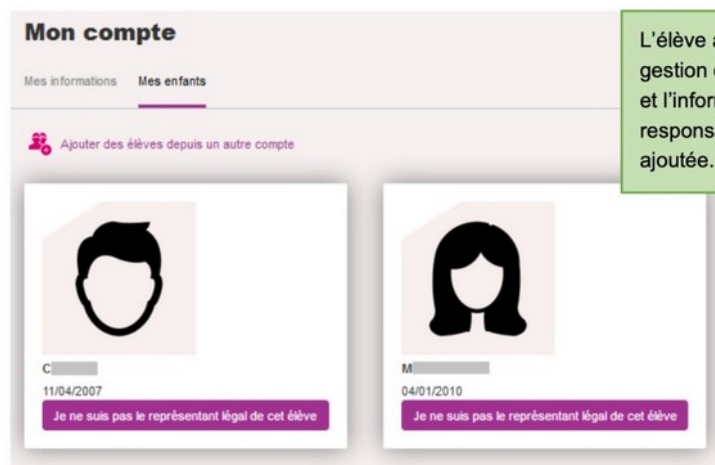 Mon compte
Mes informations Mes enfants
Ajouter des élèves depuis un autre compte
L'élève
gestion
et
ajoutée.
C
11/04/2007
Je ne suis pas le représentant légal de cet élève
M
04/01/2010
Je ne suis pas le représentant légal de cet élève